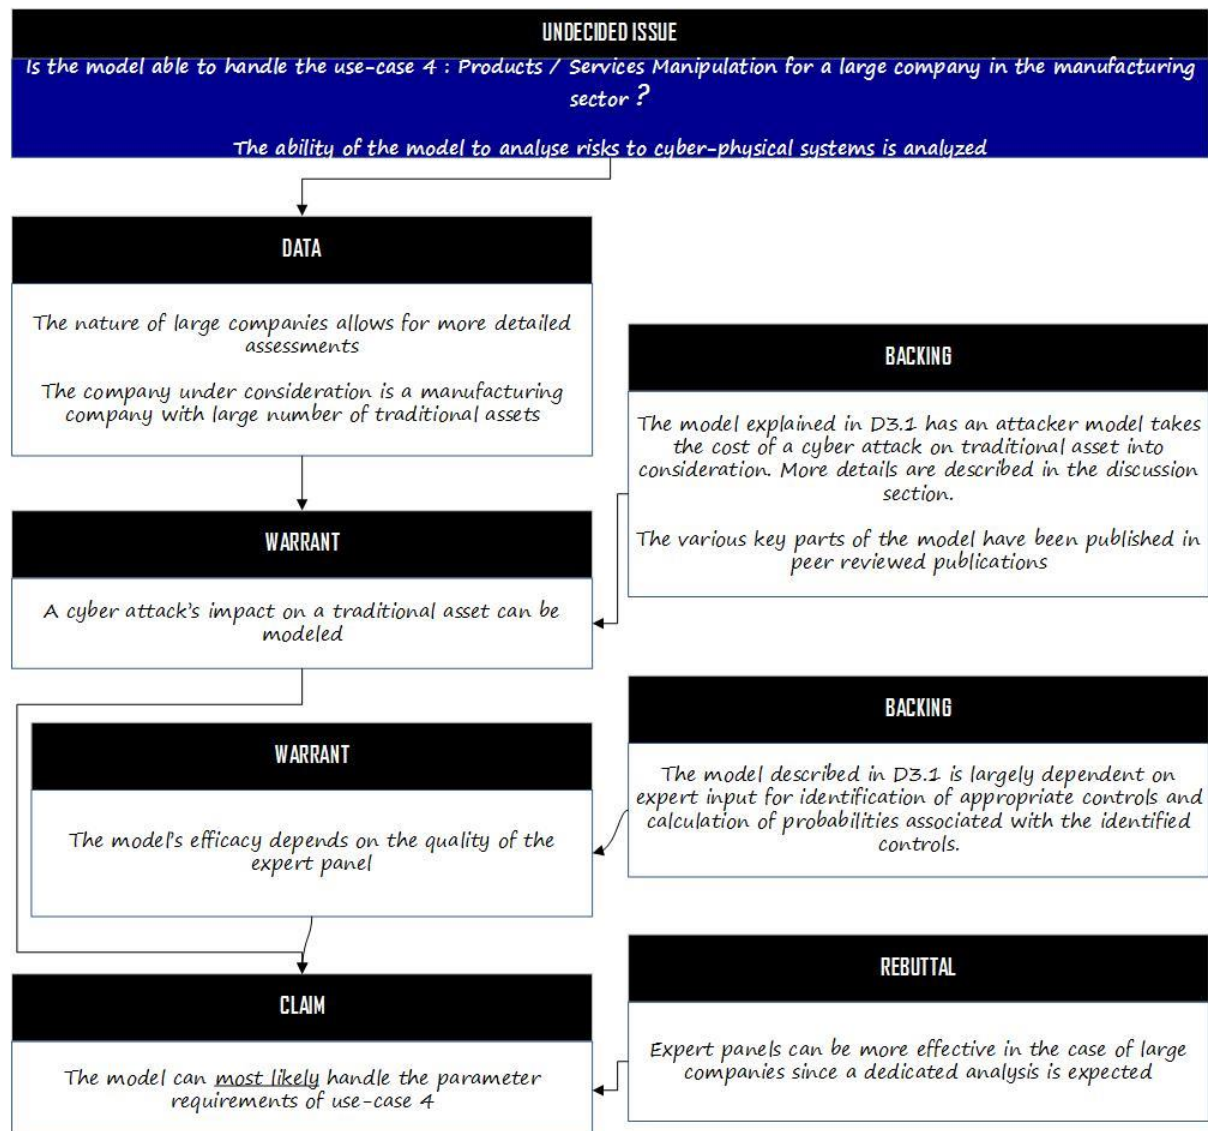 UNDECIDED ISSUE
Is the model able to handle the use-case 4 : Products / Services Manipulation for a large company in the manufacturing
sector ?
The ability of the model to analyse risks to cyber-physical systems is analyzed
DATA
The nature of large companies allows for more detailed
assessments
The company under consideration is a manufacturing
company with large number of traditional assets
BACKING
The model explained in D3.1 has an attacker model takes
the cost of a cyber attack on traditional asset into
consideration. More details are described in the discussion
section.
The various key parts of the model have been published in
peer reviewed publications
WARRANT
A cyber attack's impact on a traditional asset can be
modeled
BACKING
The model described in D3.1 is largely dependent on
expert input for identification of appropriate controls and
calculation of probabilities associated with the identified
controls.
WARRANT
The model's efficacy depends on the quality of the
expert panel
REBUTTAL
Expert panels can be more effective in the case of large
companies since a dedicated analysis is expected
CLAIM
The model can most likely handle the parameter
requirements of use-case 4